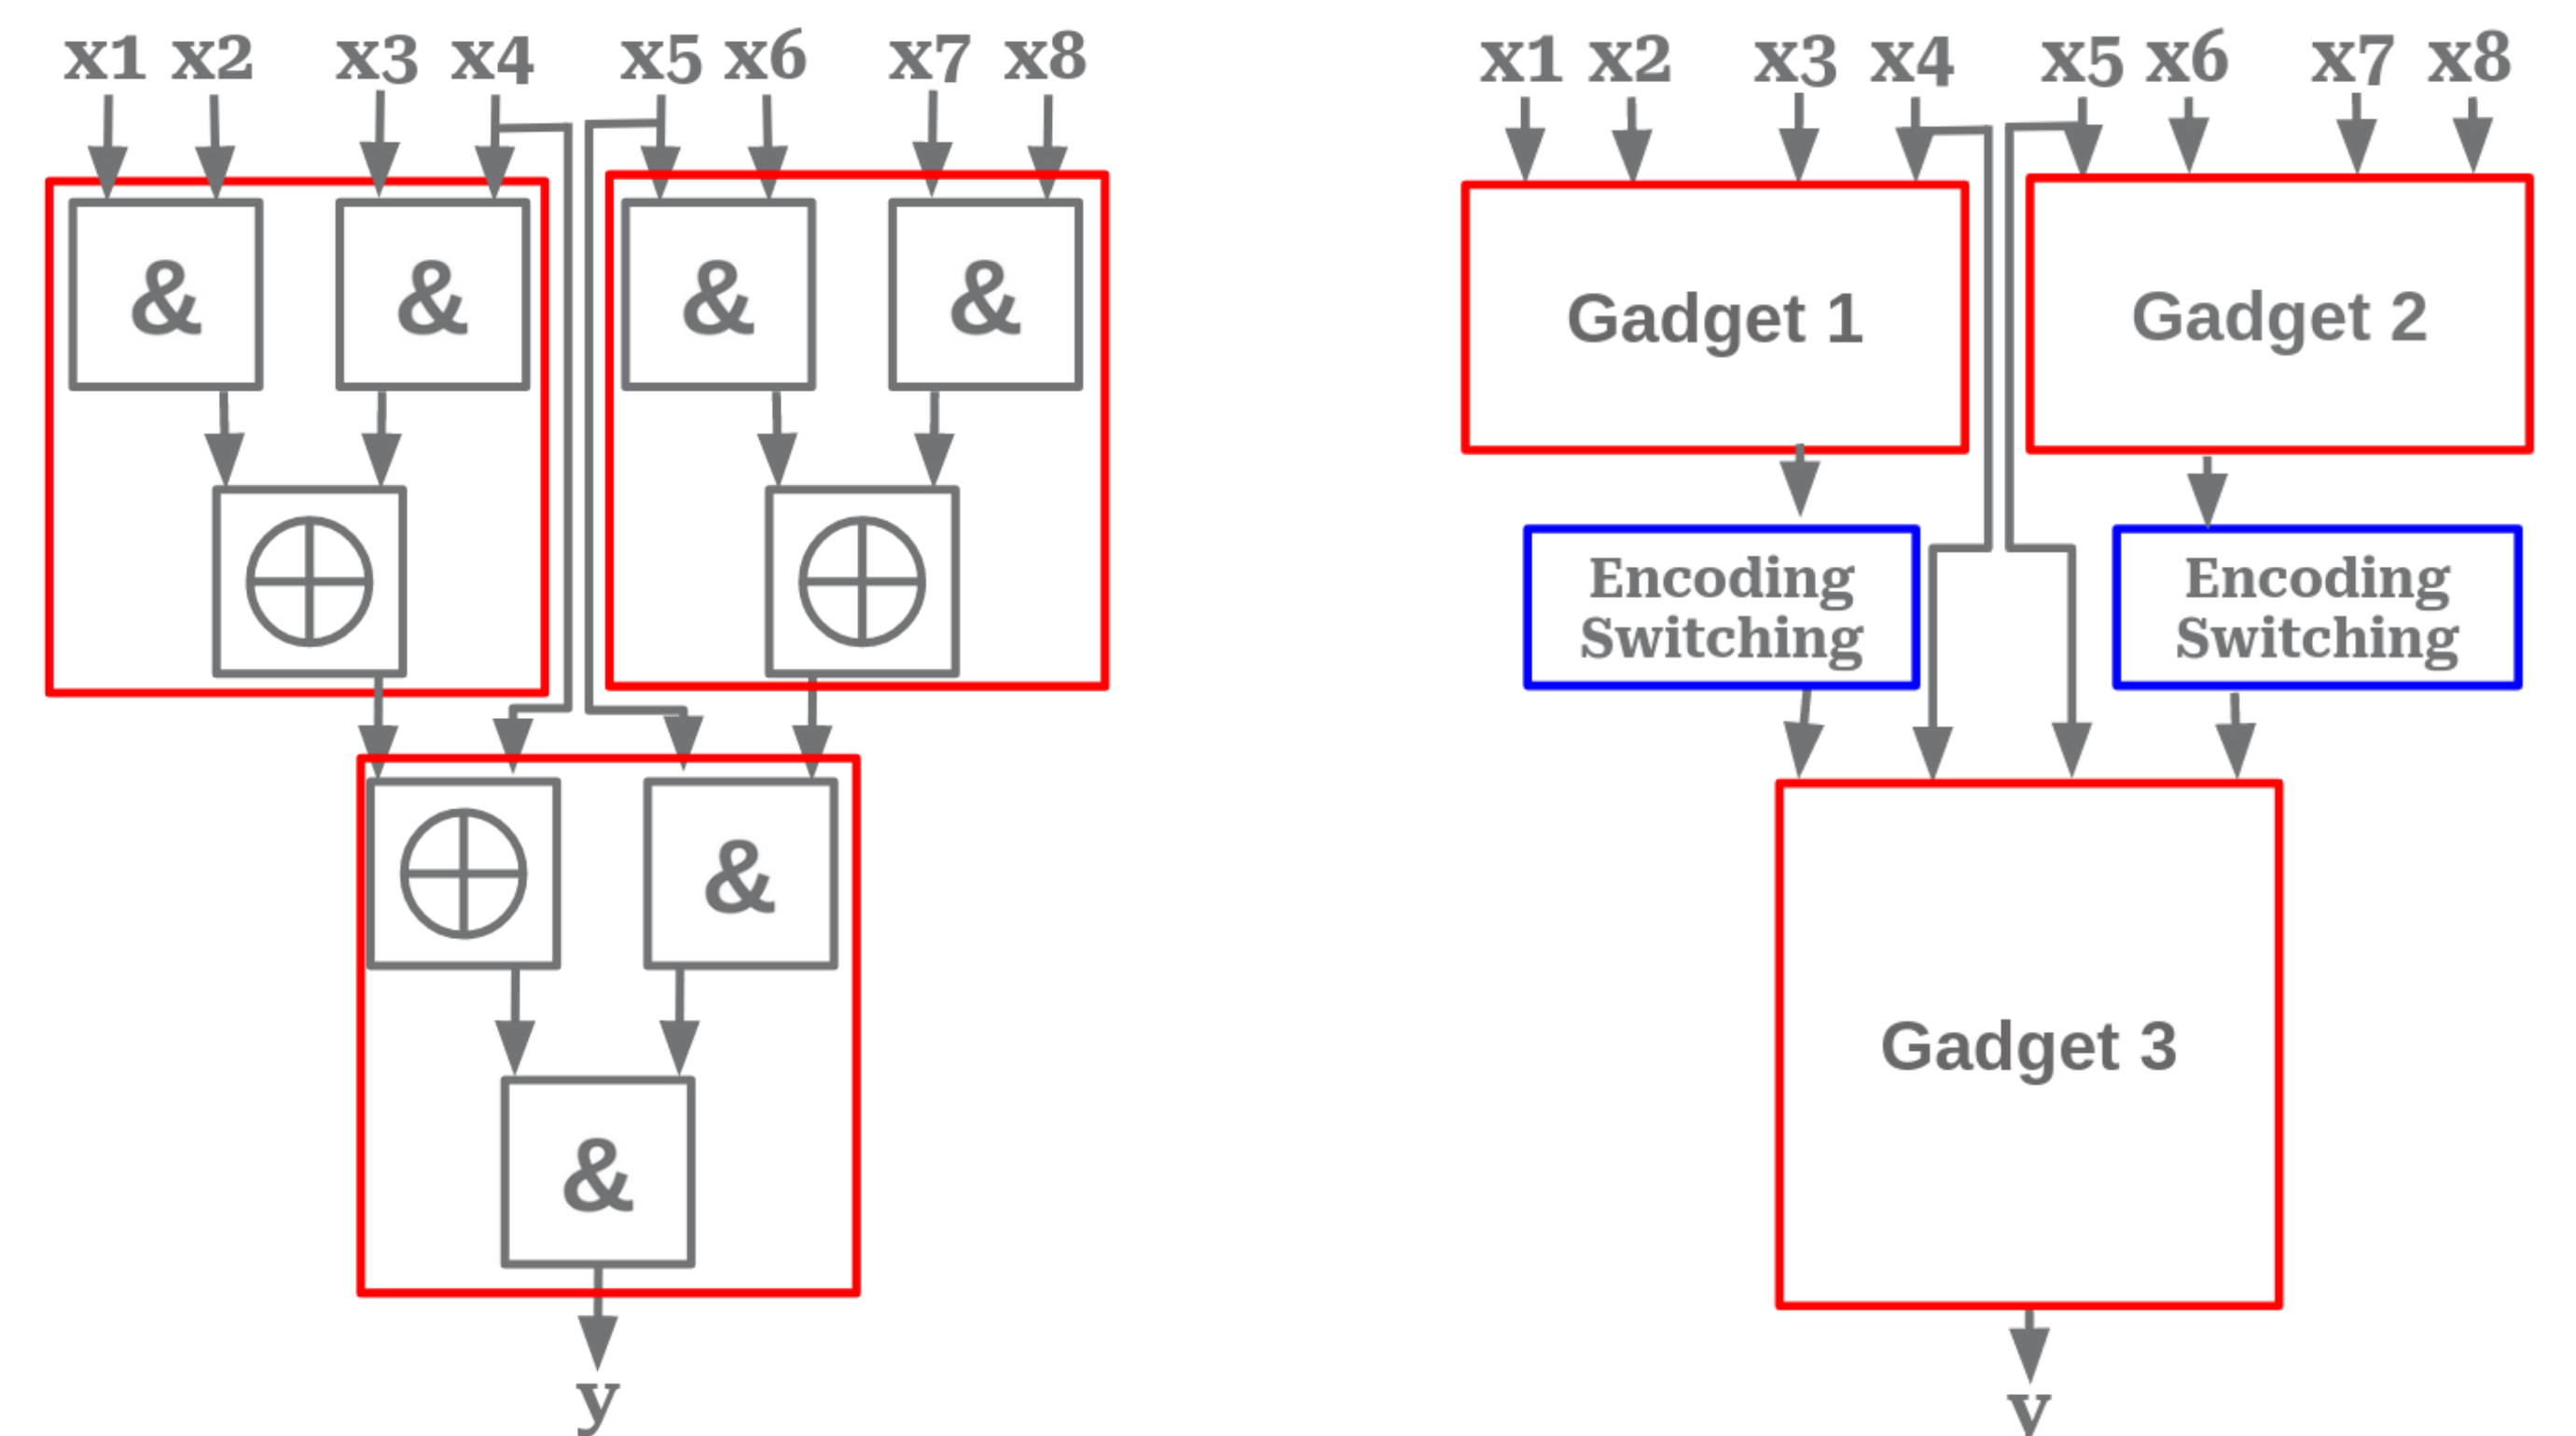 x1 x2 x3 x4 x5 x6 x7 x8
& & & &
⊕ ⊕
⊕ &
&
y
x1 x2 x3 x4 x5 x6 x7 x8
Gadget 1 Gadget 2
Encoding Encoding
Switching Switching
Gadget 3